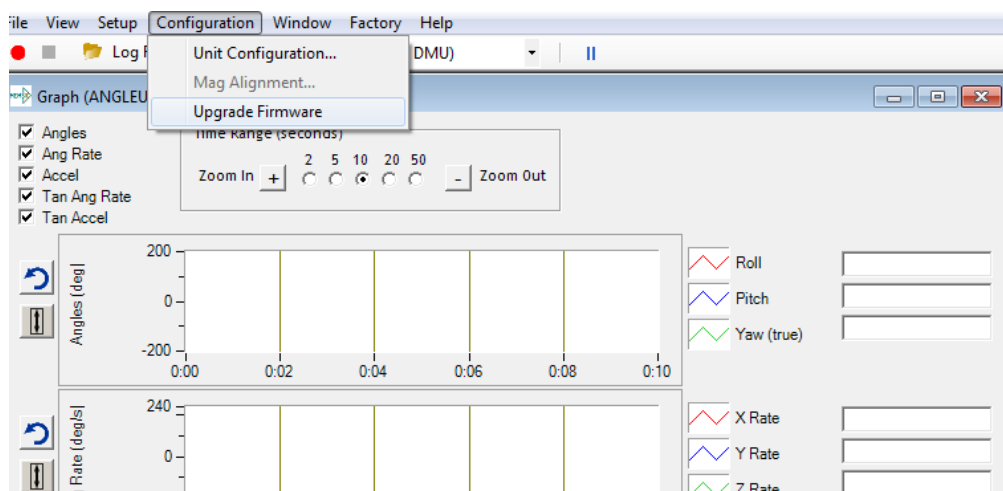 File View Setup Configuration Window Factory Help
Log F
DMU)
Unit Configuration...
Mag Alignment...
Upgrade Firmware
Graph (ANGLEU
Angles
Ang Rate
Accel
Tan Ang Rate
Tan Accel
Time Range (seconds)
2 5 10 20 50
Zoom In + - Zoom Out
Angles (deg)
200
0
-200
0:00 0:02 0:04 0:06 0:08 0:10
Roll
Pitch
Yaw (true)
Rate (deg/s)
240
0
X Rate
Y Rate
Z Rate